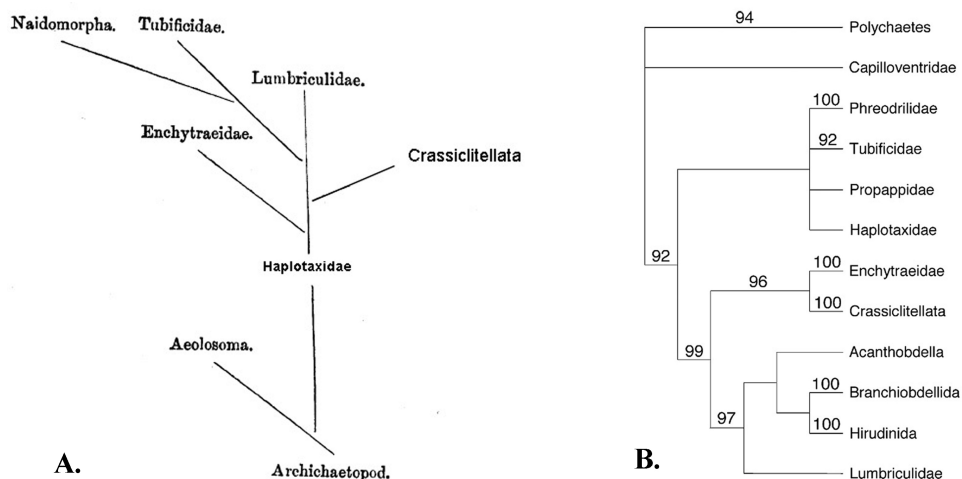 Naidomorpha. Tubificidae.
Lumbriculidae.
Enchytraeidae.
Crassiclitellata
Haplotaxidae
Aeolosoma.
Archichaetopod.
A.
94
Polychaetes
Capilloventridae
100
Phreodrilidae
92
Tubificidae
Propappidae
Haplotaxidae
92
100
Enchytraeidae
96
100
Crassiclitellata
99
Acanthobdella
100
Branchiobdellida
97
100
Hirudinida
Lumbriculidae
B.